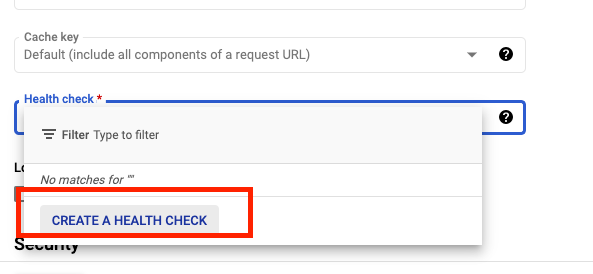 Cache key
Default (include all components of a request URL)
?
Health check *
?
Filter Type to filter
Lo
No matches for ""
CREATE A HEALTH CHECK
Security